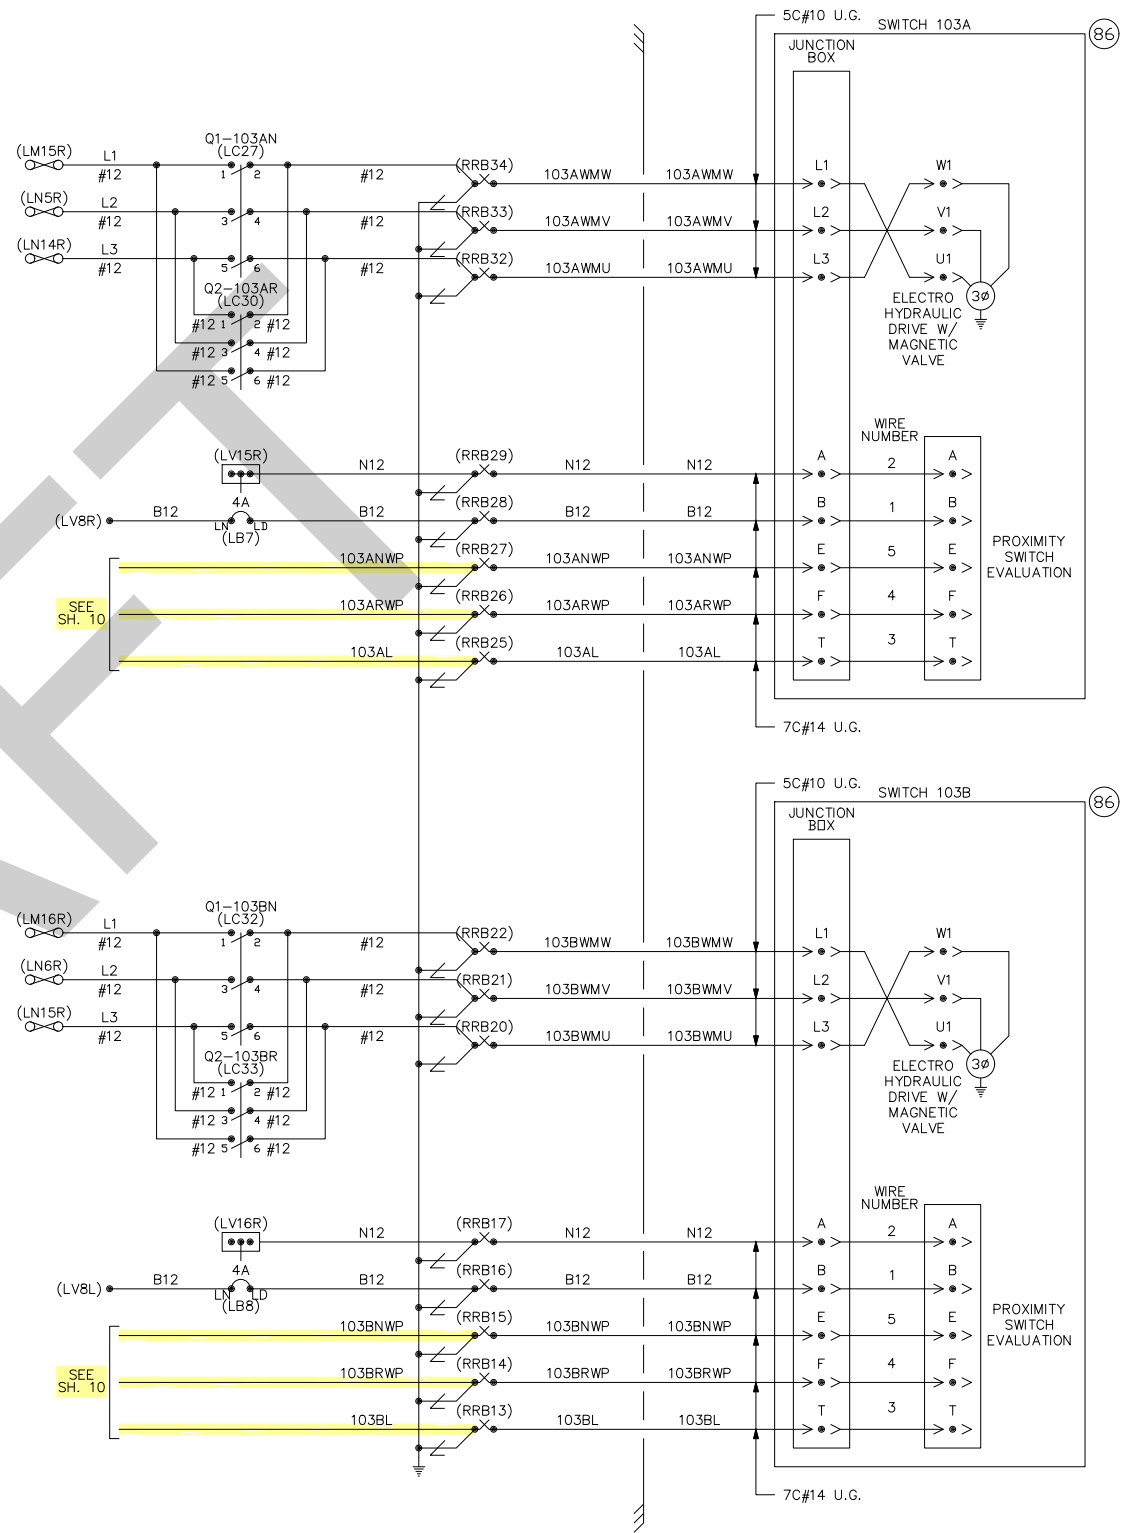 5C#10 U.G.
SWITCH 103A
86
JUNCTION
BOX
Q1-103AN
(LC27)
(LM15R)
L1
#12
1
2
#12
(RRB34)
103AWMW
103AWMW
L1
W1
(LN5R)
L2
#12
3
4
#12
(RRB33)
103AWMV
103AWMV
L2
V1
(LN14R)
L3
#12
5
6
#12
(RRB32)
103AWMU
103AWMU
L3
U1
3Ø
Q2-103AR
(LC30)
#12
1
2
#12
#12
3
4
#12
#12
5
6
#12
ELECTRO
HYDRAULIC
DRIVE W/
MAGNETIC
VALVE
WIRE
NUMBER
(LV15R)
N12
(RRB29)
N12
N12
A
2
A
4A
(LV8R)
B12
LN
LD
(LB7)
B12
(RRB28)
B12
B12
B
1
B
103ANWP
(RRB27)
103ANWP
103ANWP
E
5
E
PROXIMITY
SWITCH
EVALUATION
SEE
SH. 10
103ARWP
(RRB26)
103ARWP
103ARWP
F
4
F
103AL
(RRB25)
103AL
103AL
T
3
T
7C#14 U.G.
5C#10 U.G.
SWITCH 103B
86
JUNCTION
BOX
Q1-103BN
(LC32)
(LM16R)
L1
#12
1
2
#12
(RRB22)
103BWMW
103BWMW
L1
W1
(LN6R)
L2
#12
3
4
#12
(RRB21)
103BWMV
103BWMV
L2
V1
(LN15R)
L3
#12
5
6
#12
(RRB20)
103BWMU
103BWMU
L3
U1
3Ø
Q2-103BR
(LC33)
#12
1
2
#12
#12
3
4
#12
#12
5
6
#12
ELECTRO
HYDRAULIC
DRIVE W/
MAGNETIC
VALVE
WIRE
NUMBER
(LV16R)
N12
(RRB17)
N12
N12
A
2
A
4A
(LV8L)
B12
LN
LD
(LB8)
B12
(RRB16)
B12
B12
B
1
B
103BNWP
(RRB15)
103BNWP
103BNWP
E
5
E
PROXIMITY
SWITCH
EVALUATION
SEE
SH. 10
103BRWP
(RRB14)
103BRWP
103BRWP
F
4
F
103BL
(RRB13)
103BL
103BL
T
3
T
7C#14 U.G.